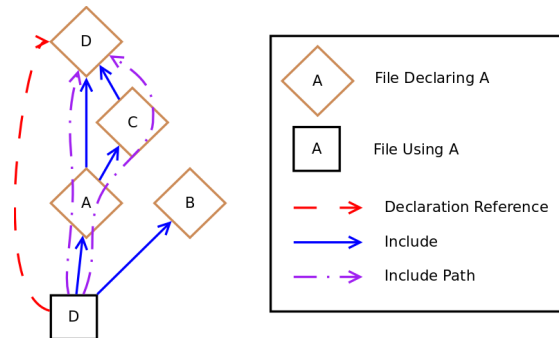 D
C
A
B
D
A
File Declaring A
A
File Using A
Declaration Reference
Include
Include Path